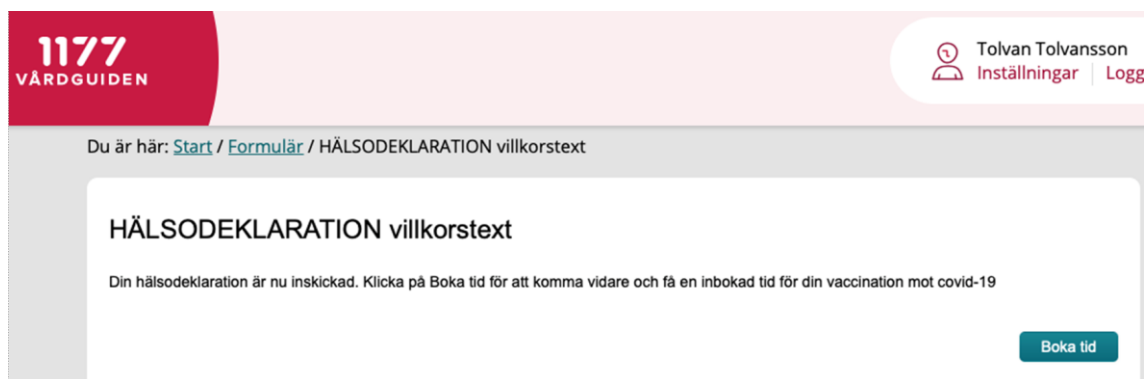 1177
VÅRDGUIDEN
Tolvan Tolvansson
Inställningar Logg
Du är här: Start / Formulär / HÄLSODEKLARATION villkorstext
HÄLSODEKLARATION villkorstext
Din hälsodeklaration är nu inskickad. Klicka på Boka tid för att komma vidare och få en inbokad tid för din vaccination mot covid-19
Boka tid